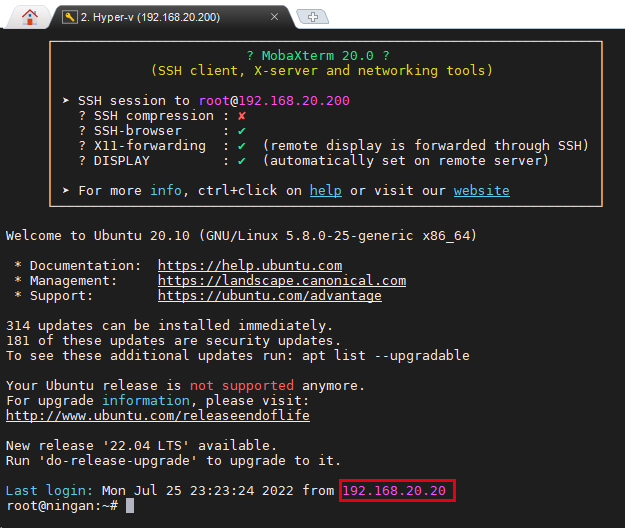 2. Hyper-v (192.168.20.200)
? MobaXterm 20.0 ?
(SSH client, X-server and networking tools)
➤ SSH session to root@192.168.20.200
? SSH compression : ✘
? SSH-browser     : ✔
? X11-forwarding  : ✔  (remote display is forwarded through SSH)
? DISPLAY         : ✔  (automatically set on remote server)
➤ For more info, ctrl+click on help or visit our website
Welcome to Ubuntu 20.10 (GNU/Linux 5.8.0-25-generic x86_64)
* Documentation:  https://help.ubuntu.com
* Management:     https://landscape.canonical.com
* Support:        https://ubuntu.com/advantage
314 updates can be installed immediately.
181 of these updates are security updates.
To see these additional updates run: apt list --upgradable
Your Ubuntu release is not supported anymore.
For upgrade information, please visit:
http://www.ubuntu.com/releaseendoflife
New release '22.04 LTS' available.
Run 'do-release-upgrade' to upgrade to it.
Last login: Mon Jul 25 23:23:24 2022 from 192.168.20.20
root@ningan:~#